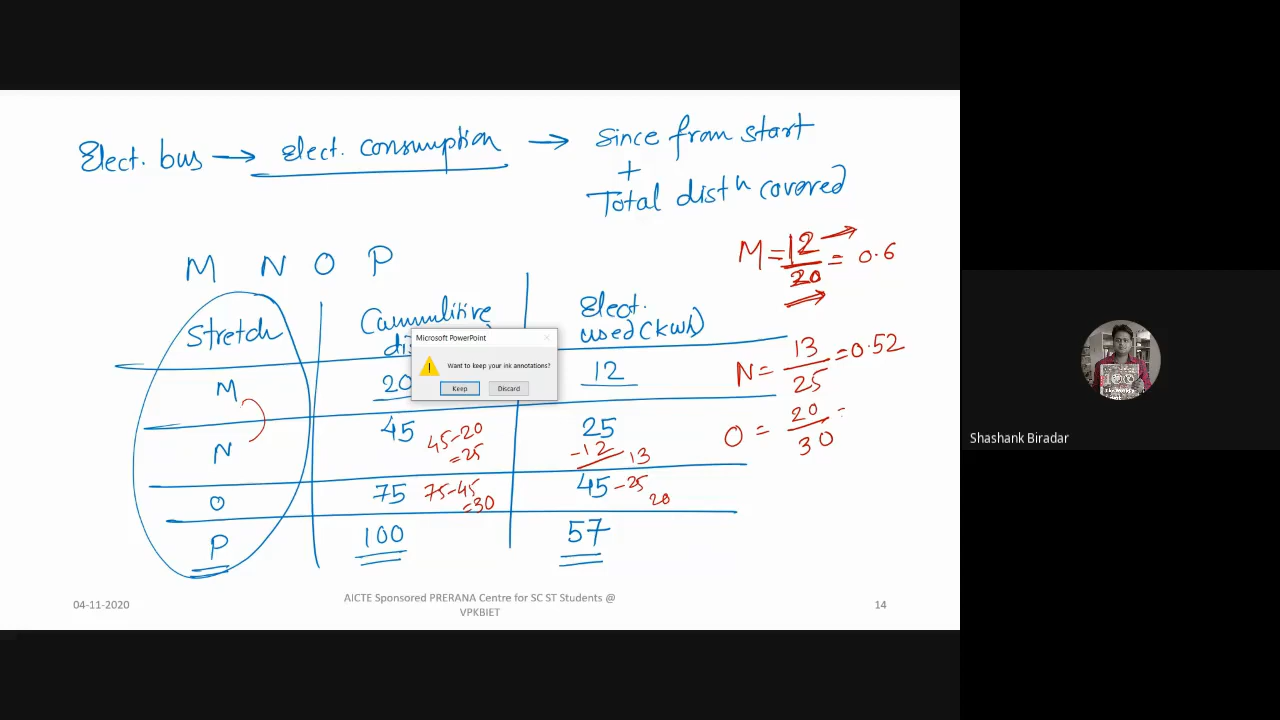 Elect. bus → Elect. consumption → Since from start
+
Total distⁿ covered
M N O P
M = 12/20 = 0.6
Stretch Cammulitive Elect. used (kWh)
Microsoft PowerPoint
Want to keep your ink annotations?
Keep Discard
M 20 12
N = 13/25 = 0.52
N 45 45-20 =25 25 -12 13
O = 20/30 =
O 75 75-45 =30 45 -25 20
P 100 57
04-11-2020
AICTE Sponsored PRERANA Centre for SC ST Students @
VPKBIET
14
Shashank Biradar